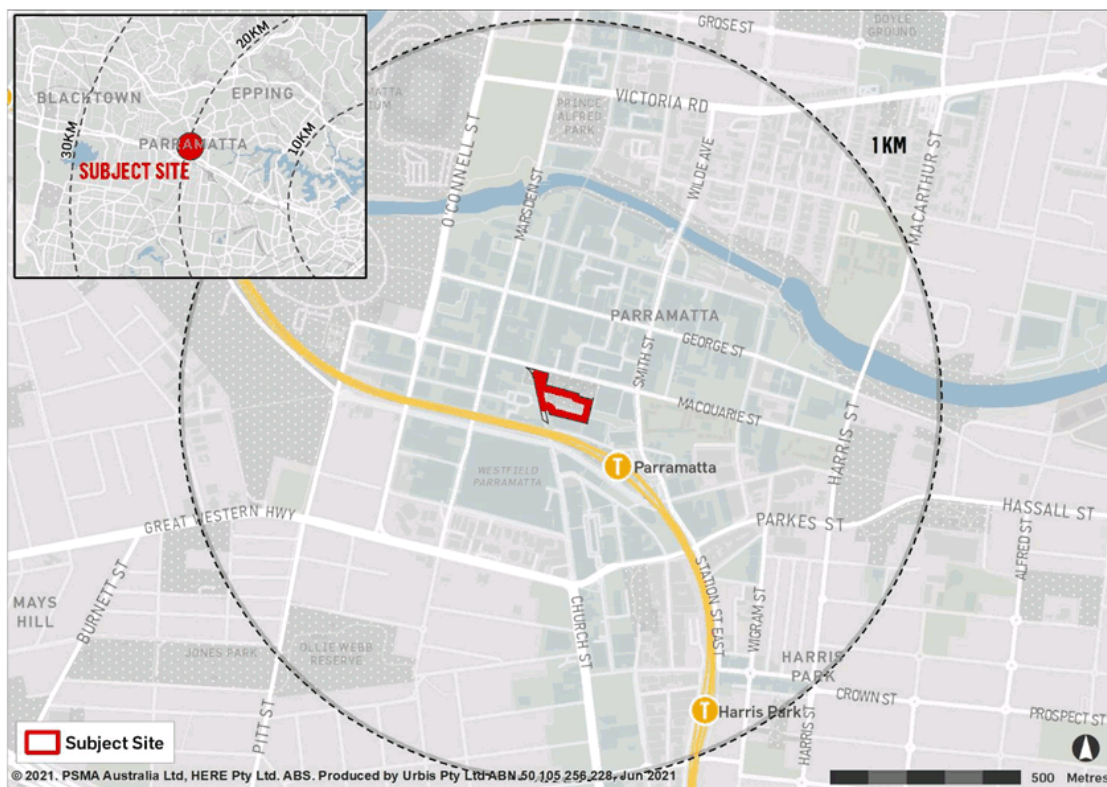 20KM
BLACKTOWN
EPPING
PARRAMATTA
30KM
10KM
SUBJECT SITE
GROSE ST
DOYLE
GROUND
VICTORIA RD
PRINCE
ALFRED
PARK
1 KM
O'CONNELL ST
MARSDEN ST
WILDE AVE
MACARTHUR ST
PARRAMATTA
GEORGE ST
SMITH ST
MACQUARIE ST
HARRIS ST
T Parramatta
WESTFIELD
PARRAMATTA
GREAT WESTERN HWY
PARKES ST
HASSALL ST
ALFRED ST
BURNETT ST
MAYS
HILL
STATION ST EAST
WIGRAM ST
CHURCH ST
JONES PARK
OLLIE WEBB
RESERVE
HARRIS
PARK
CROWN ST
PITT ST
T Harris Park
HARRIS ST
PROSPECT ST
Subject Site
© 2021. PSMA Australia Ltd, HERE Pty Ltd. ABS. Produced by Urbis Pty Ltd ABN 50 105 256 228, Jun 2021
500 Metres